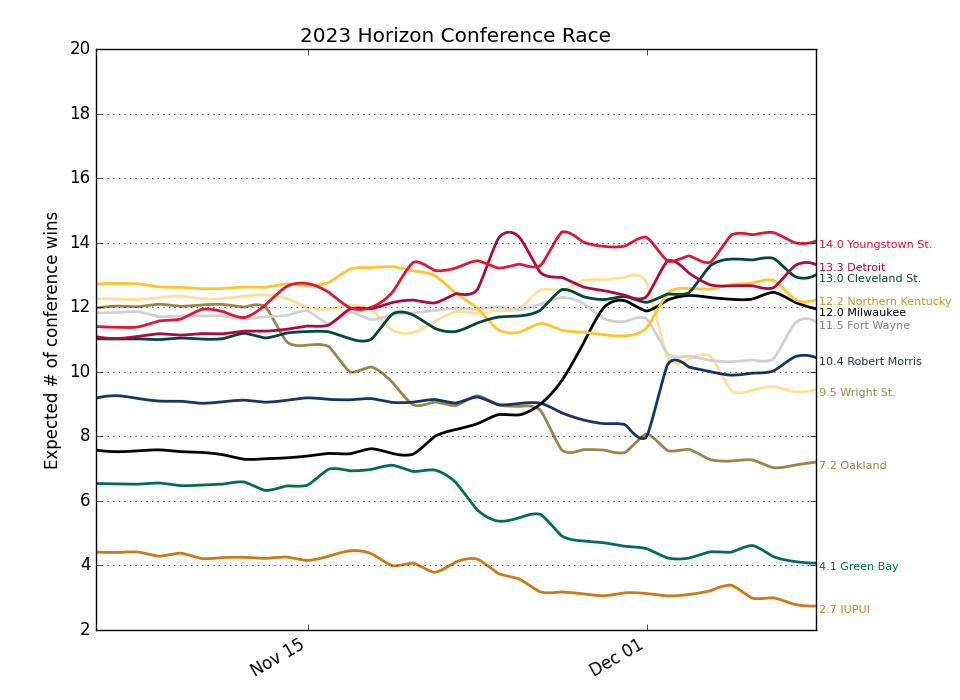 2023 Horizon Conference Race
Expected # of conference wins
20
18
16
14
12
10
8
6
4
2
Nov 15
Dec 01
14.0 Youngstown St.
13.3 Detroit
13.0 Cleveland St.
12.2 Northern Kentucky
12.0 Milwaukee
11.5 Fort Wayne
10.4 Robert Morris
9.5 Wright St.
7.2 Oakland
4.1 Green Bay
2.7 IUPUI